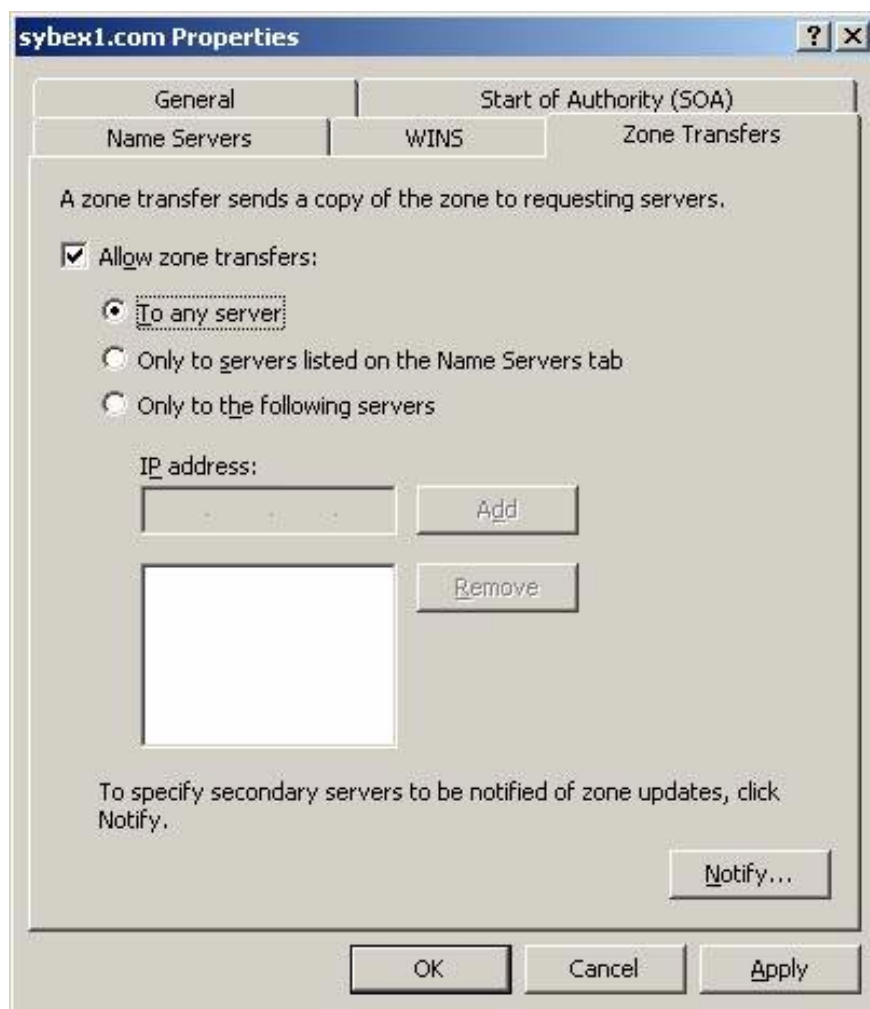 sybex1.com Properties
? X
General Start of Authority (SOA)
Name Servers WINS Zone Transfers
A zone transfer sends a copy of the zone to requesting servers.
Allow zone transfers:
To any server
Only to servers listed on the Name Servers tab
Only to the following servers
IP address:
. . . Add
Remove
To specify secondary servers to be notified of zone updates, click
Notify.
Notify...
OK Cancel Apply